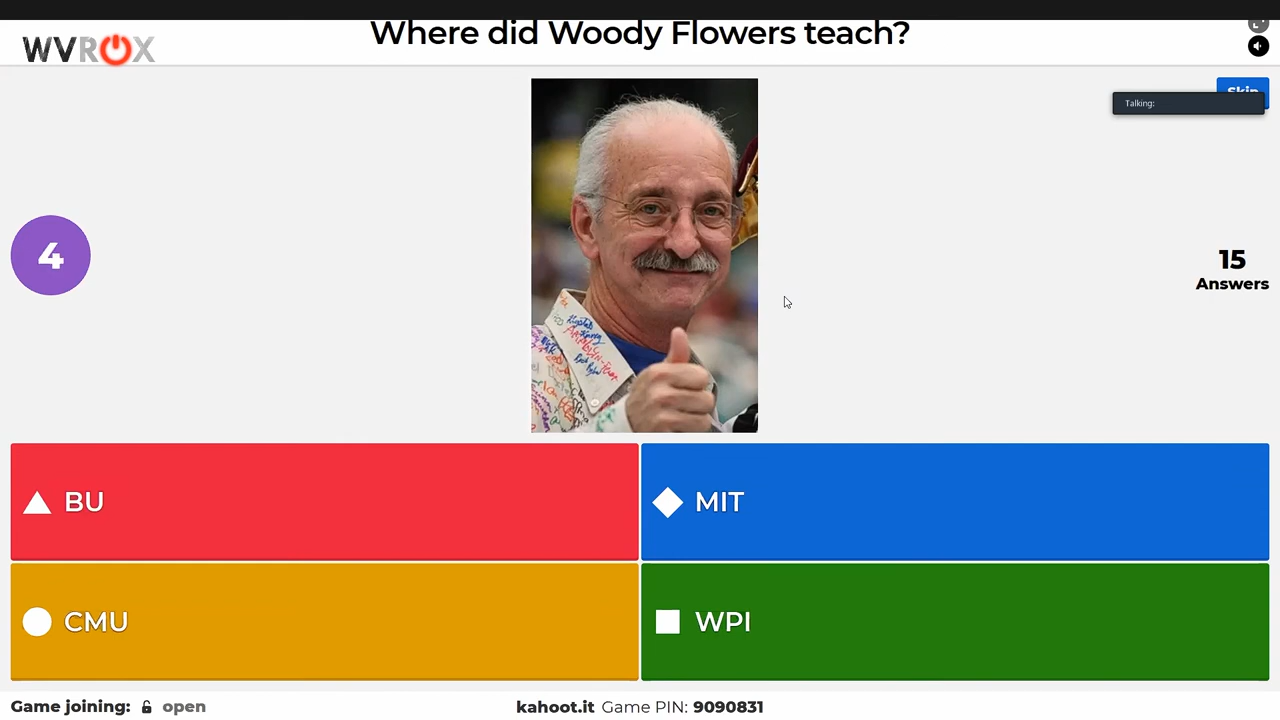 Where did Woody Flowers teach?
WVROX
Skip
Talking:
4
15
Answers
BU
MIT
CMU
WPI
Game joining: open
kahoot.it Game PIN: 9090831